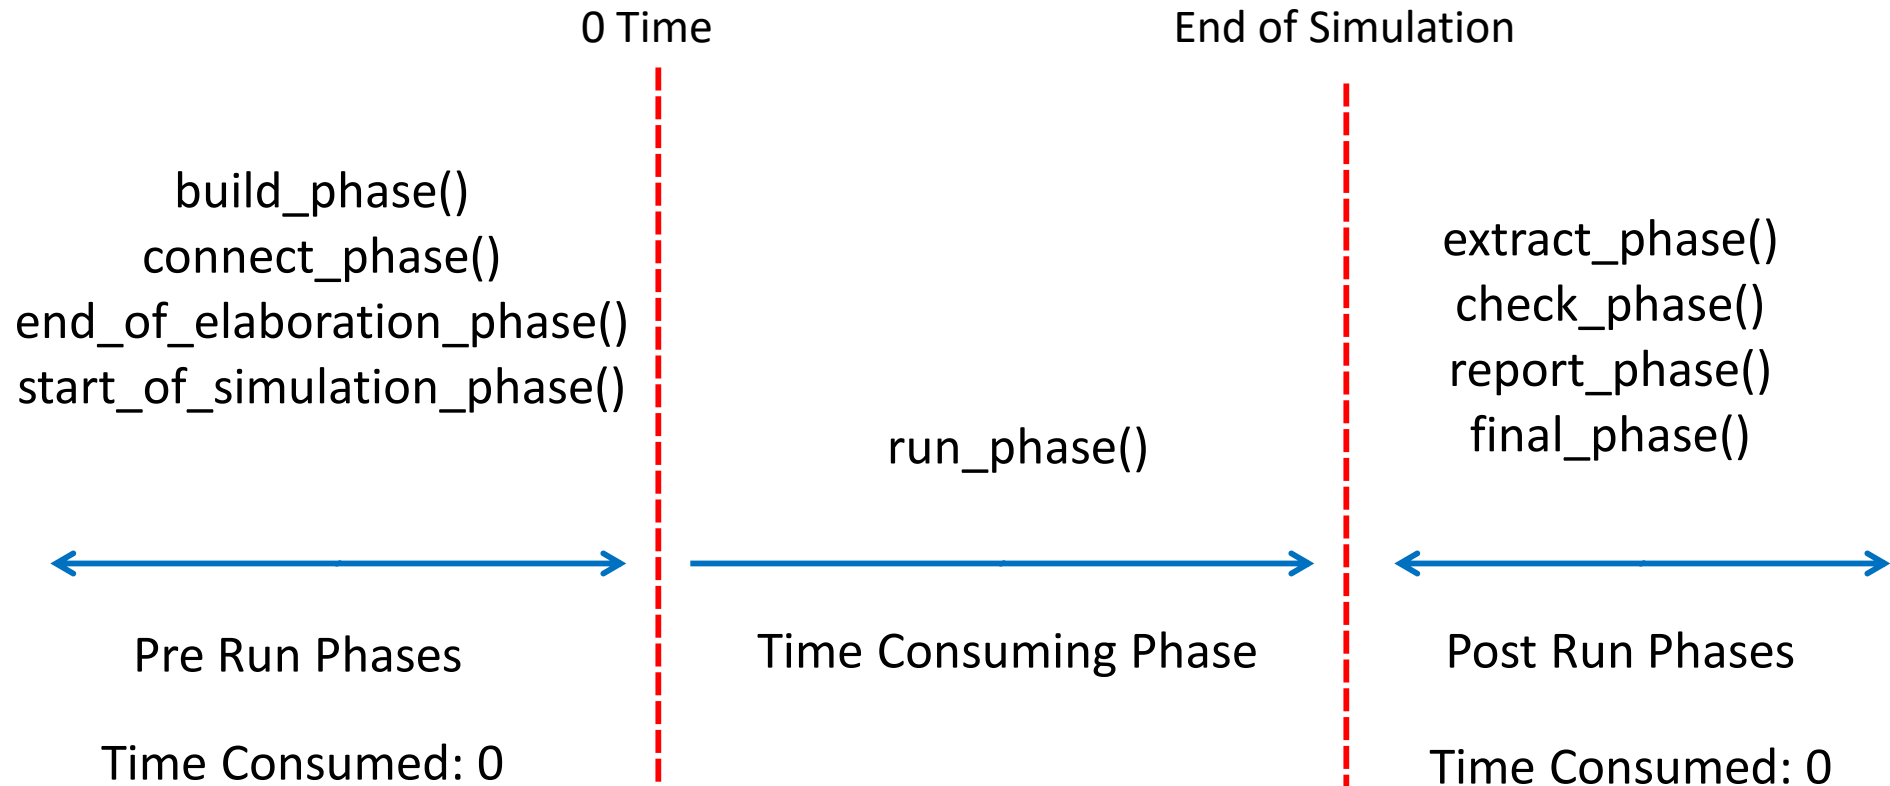 0 Time
End of Simulation
build_phase()
connect_phase()
end_of_elaboration_phase()
start_of_simulation_phase()
run_phase()
extract_phase()
check_phase()
report_phase()
final_phase()
Pre Run Phases
Time Consuming Phase
Post Run Phases
Time Consumed: 0
Time Consumed: 0